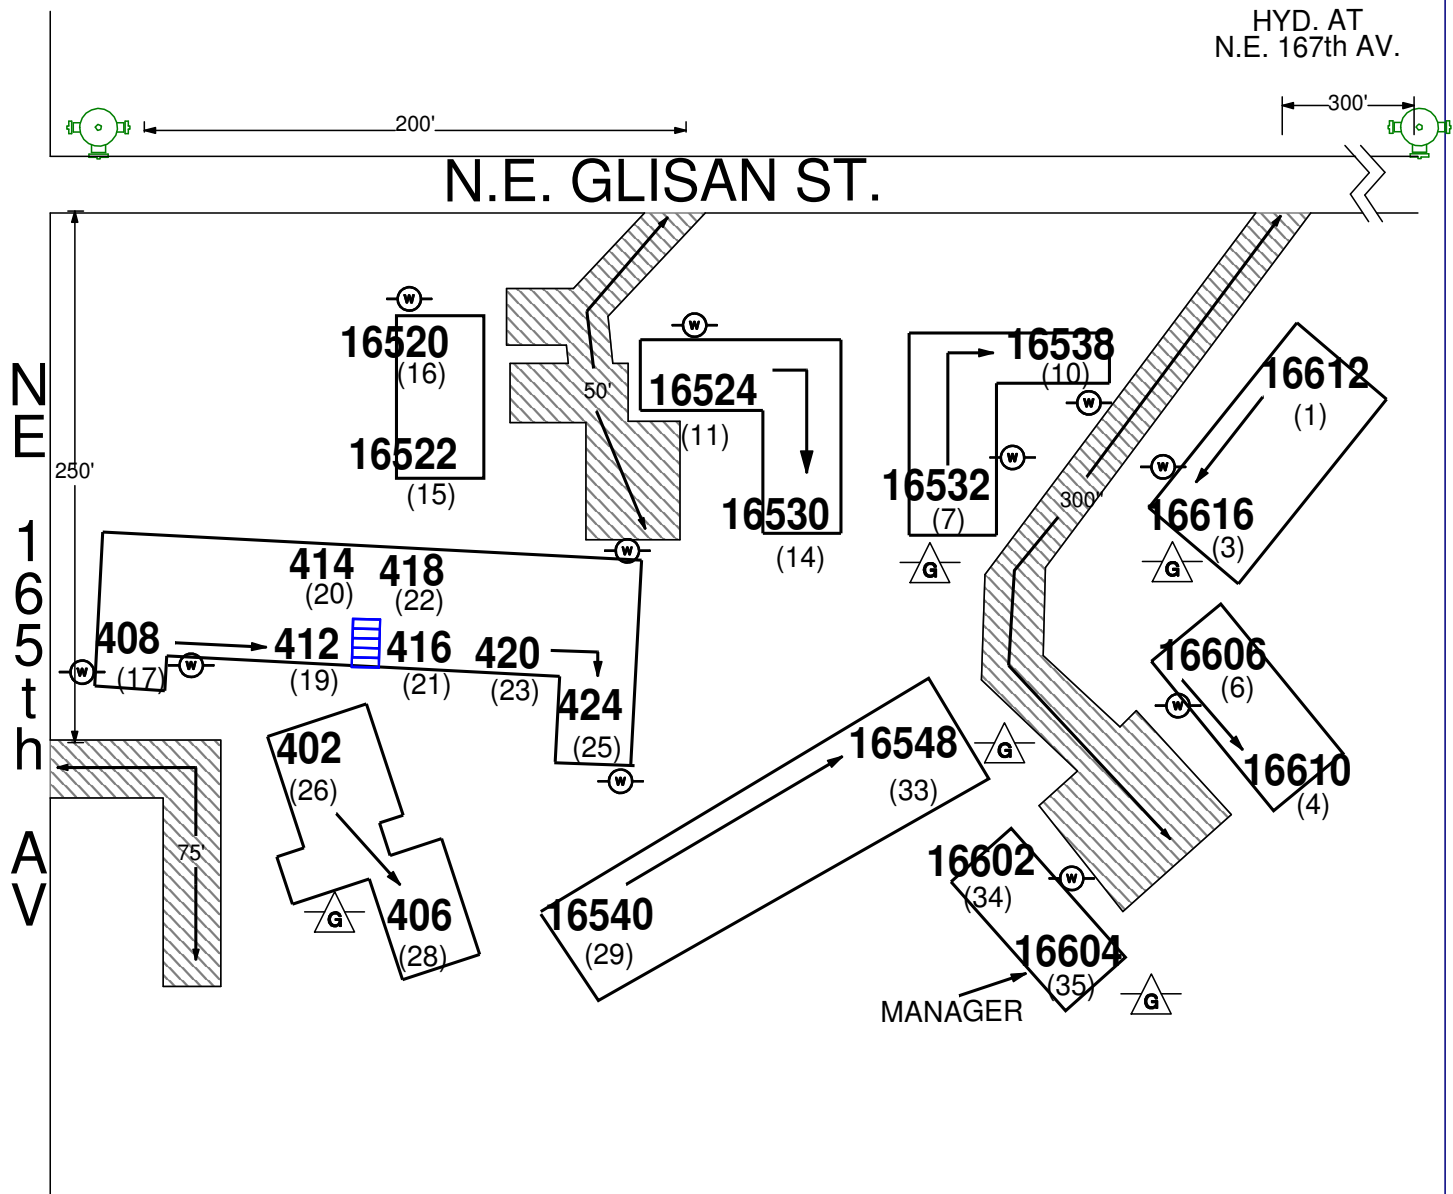 HYD. AT
N.E. 167th AV.
200'
300'
N.E. GLISAN ST.
NE 165th AV
250'
16520
(16)
16522
(15)
50'
16524
(11)
16530
(14)
16538
(10)
16532
(7)
300"
16612
(1)
16616
(3)
16606
(6)
16610
(4)
414
(20)
418
(22)
408
(17)
412
(19)
416
(21)
420
(23)
424
(25)
402
(26)
406
(28)
75'
16548
(33)
16540
(29)
16602
(34)
16604
(35)
MANAGER
W
W
W
W
W
W
W
W
W
W
W
G
G
G
G
G